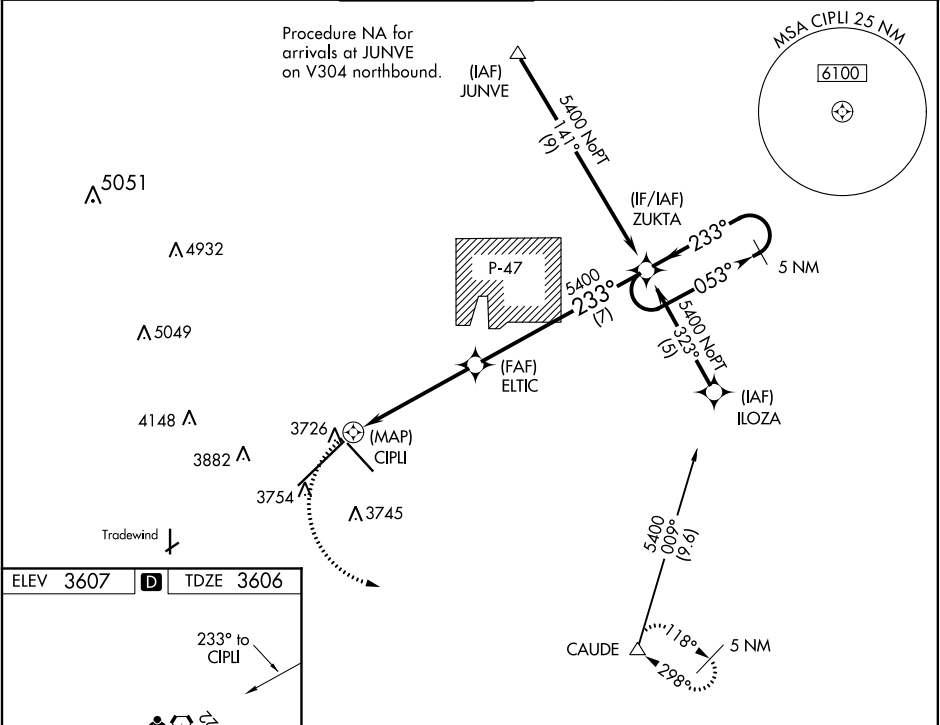 Procedure NA for
arrivals at JUNVE
on V304 northbound.
(IAF)
JUNVE
MSA CIPLI 25 NM
6100
5400 NoPT
141°
(9)
5051
4932
5049
4148
3882
(IF/IAF)
ZUKTA
233°
053°
5 NM
P-47
5400
233°
(7)
5400 NoPT
323°
(5)
(IAF)
ILOZA
(FAF)
ELTIC
3726
(MAP)
CIPLI
3754
3745
Tradewind
5400
009°
(9.6)
CAUDE
118°
298°
5 NM
ELEV 3607
D
TDZE 3606
233° to
CIPLI
22